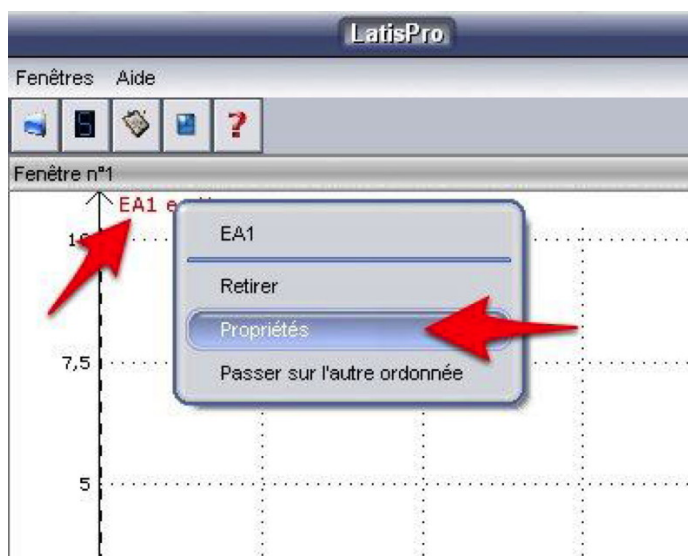 LatisPro
Fenêtres Aide
Fenêtre n°1
EA1
EA1
Retirer
Propriétés
Passer sur l'autre ordonnée
7,5
5